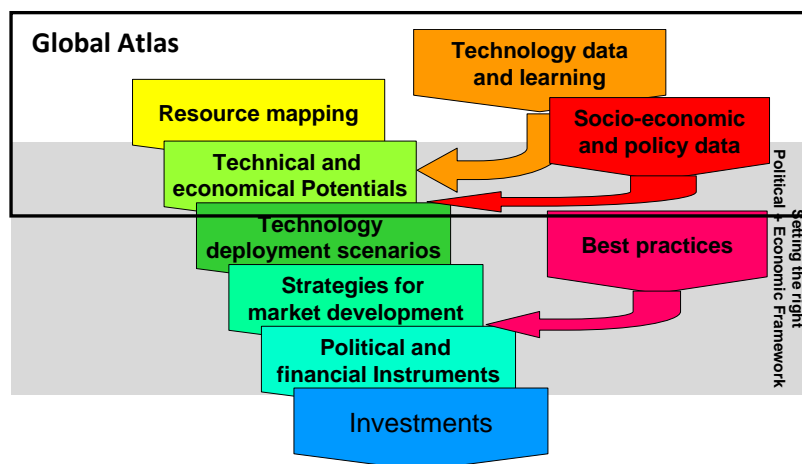 Global Atlas
Technology data
and learning
Resource mapping
Socio-economic
and policy data
Technical and
economical Potentials
Technology
deployment scenarios
Best practices
Strategies for
market development
Political and
financial Instruments
Investments
Setting the right
Political + Economic Framework